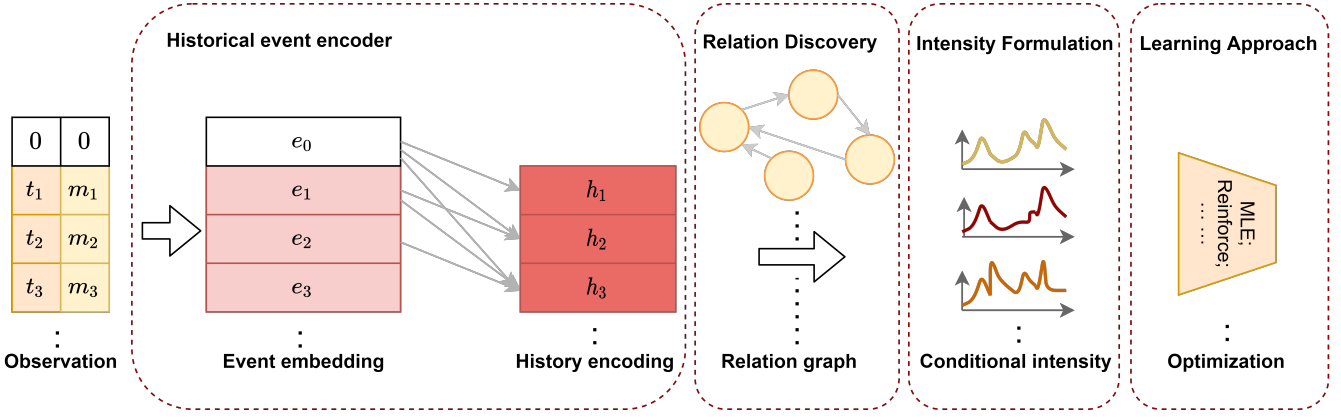 Historical event encoder
Relation Discovery
Intensity Formulation
Learning Approach
0 0
t₁ m₁
t₂ m₂
t₃ m₃
e₀
e₁
e₂
e₃
h₁
h₂
h₃
MLE;
Reinforce;
... ...
Observation
Event embedding
History encoding
Relation graph
Conditional intensity
Optimization